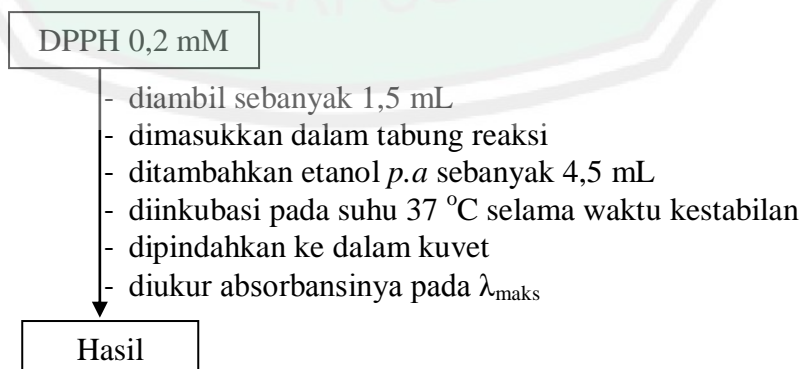 DPPH 0,2 mM
- diambil sebanyak 1,5 mL
- dimasukkan dalam tabung reaksi
- ditambahkan etanol p.a sebanyak 4,5 mL
- diinkubasi pada suhu 37 °C selama waktu kestabilan
- dipindahkan ke dalam kuvet
- diukur absorbansinya pada λmaks
Hasil